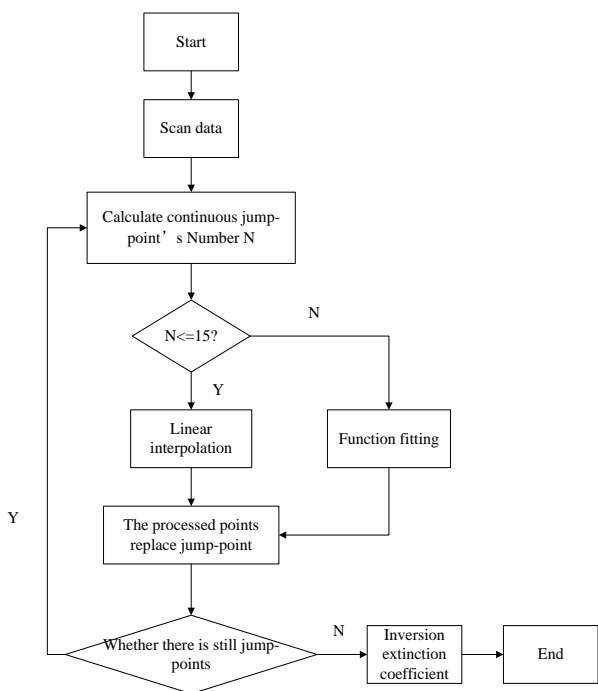 Start
Scan data
Calculate continuous jump-
point’s Number N
N<=15?
N
Y
Linear
interpolation
Function fitting
The processed points
replace jump-point
Y
Whether there is still jump-
points
N
Inversion
extinction
coefficient
End